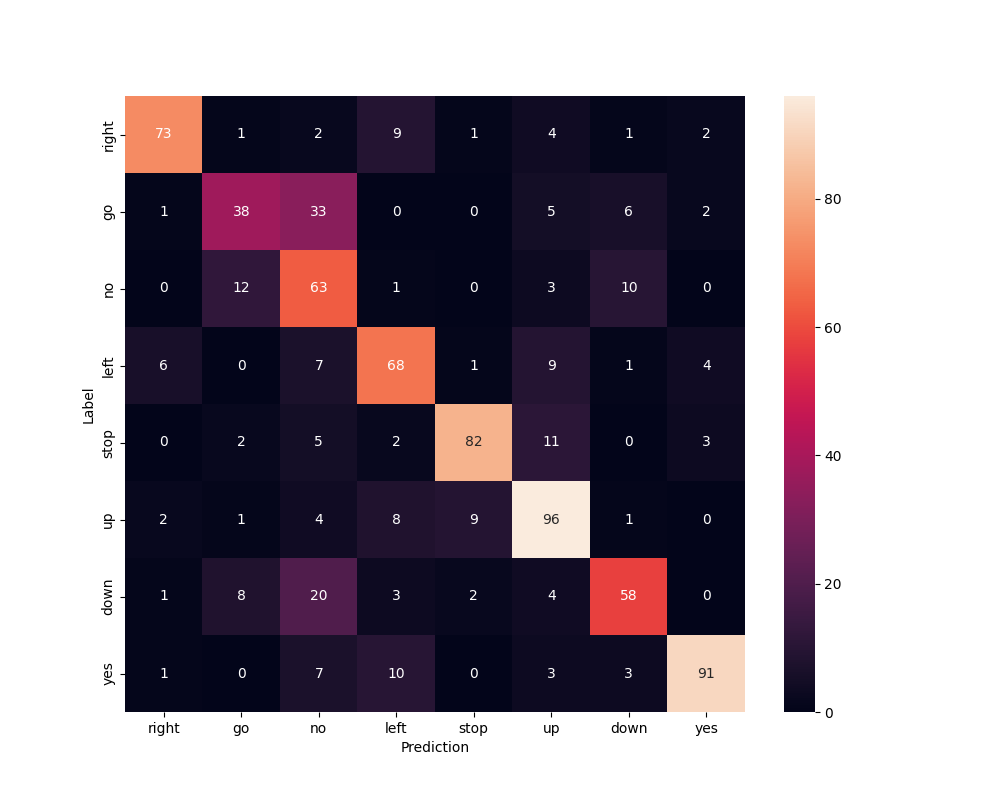 right 73 1 2 9 1 4 1 2
go 1 38 33 0 0 5 6 2
no 0 12 63 1 0 3 10 0
left 6 0 7 68 1 9 1 4
stop 0 2 5 2 82 11 0 3
up 2 1 4 8 9 96 1 0
down 1 8 20 3 2 4 58 0
yes 1 0 7 10 0 3 3 91
right go no left stop up down yes
Prediction
Label
80
60
40
20
0